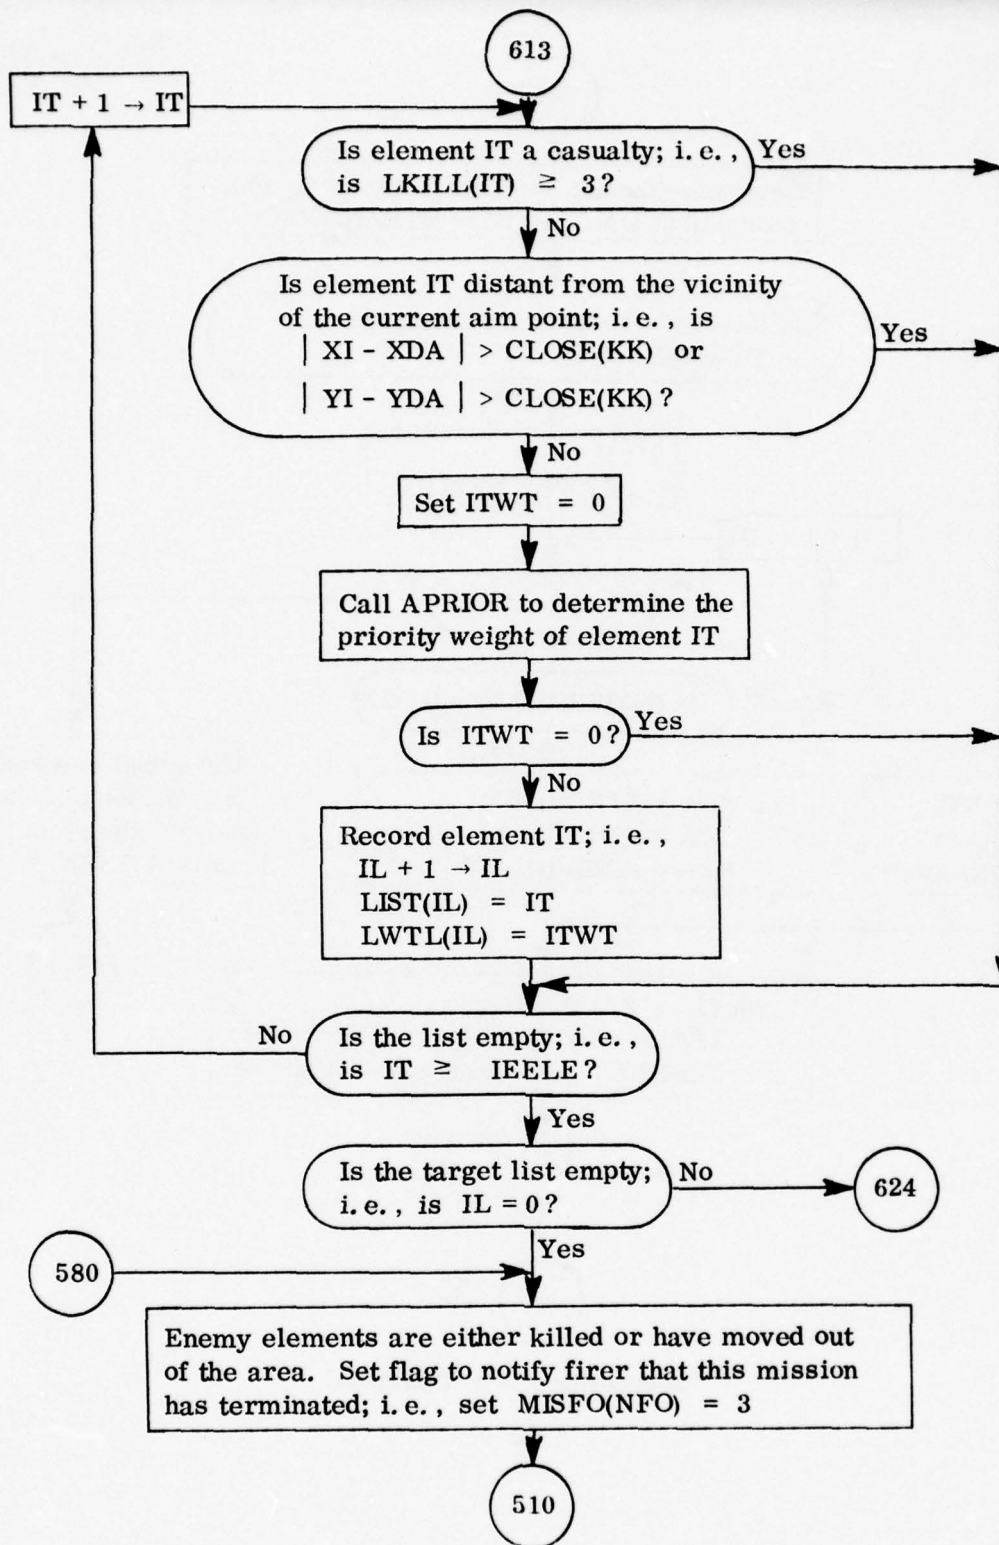 613
IT + 1 → IT
Is element IT a casualty; i. e. ,
is LKILL(IT) ≥ 3?
Yes
No
Is element IT distant from the vicinity
of the current aim point; i. e. , is
| XI - XDA | > CLOSE(KK) or
| YI - YDA | > CLOSE(KK) ?
Yes
No
Set ITWT = 0
Call APRIOR to determine the
priority weight of element IT
Is ITWT = 0?
Yes
No
Record element IT; i. e. ,
IL + 1 → IL
LIST(IL) = IT
LWTL(IL) = ITWT
No
Is the list empty; i. e. ,
is IT ≥ IEELE?
Yes
Is the target list empty;
i. e. , is IL = 0?
No
624
Yes
580
Enemy elements are either killed or have moved out
of the area. Set flag to notify firer that this mission
has terminated; i. e. , set MISFO(NFO) = 3
510